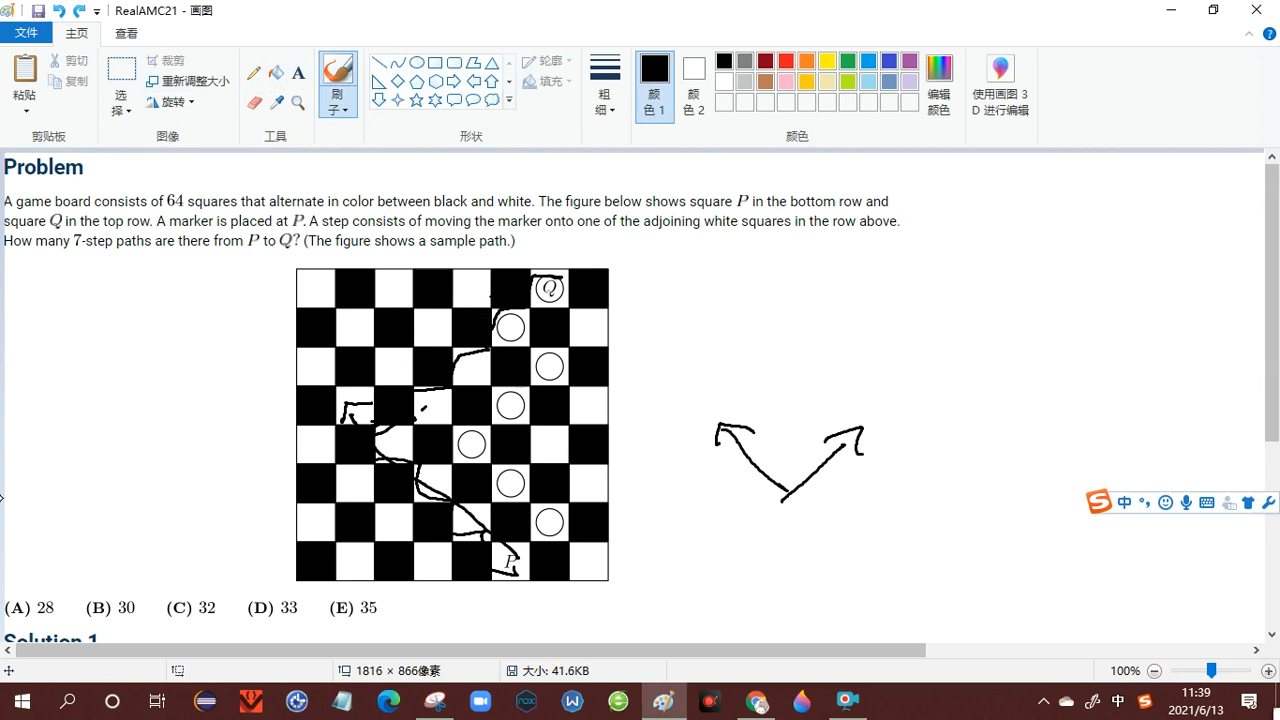 RealAMC21 - 画图
文件 主页 查看
粘贴 剪切 复制
选择 裁剪 重新调整大小 旋转
A
刷子
轮廓 填充
粗细
颜色 1
颜色 2
编辑颜色
使用画图 3D 进行编辑
剪贴板 图像 工具 形状 颜色
Problem
A game board consists of 64 squares that alternate in color between black and white. The figure below shows square P in the bottom row and
square Q in the top row. A marker is placed at P. A step consists of moving the marker onto one of the adjoining white squares in the row above.
How many 7-step paths are there from P to Q? (The figure shows a sample path.)
Q
P
S 中
(A) 28 (B) 30 (C) 32 (D) 33 (E) 35
Solution 1
1816 × 866像素 大小: 41.6KB 100%
nox W 中 S 11:39
2021/6/13